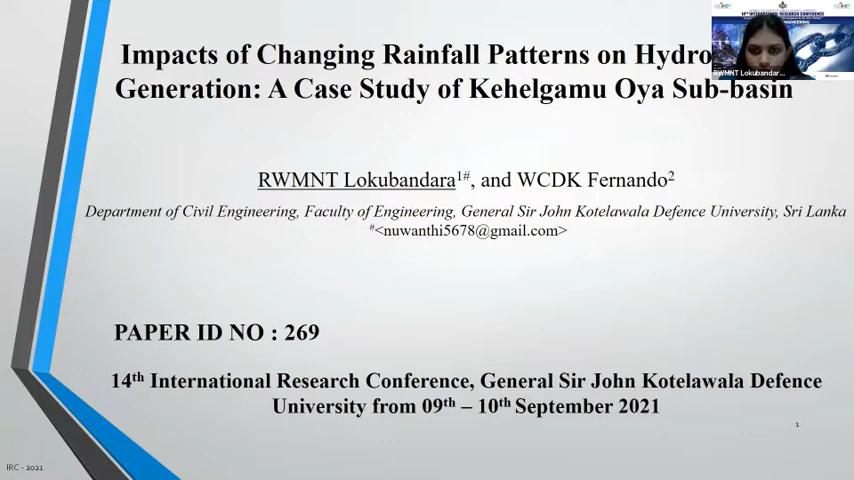 Impacts of Changing Rainfall Patterns on Hydro
Generation: A Case Study of Kehelgamu Oya Sub-basin
RWMNT Lokubandar...
RWMNT Lokubandara1#, and WCDK Fernando2
Department of Civil Engineering, Faculty of Engineering, General Sir John Kotelawala Defence University, Sri Lanka
#<nuwanthi5678@gmail.com>
PAPER ID NO : 269
14th International Research Conference, General Sir John Kotelawala Defence
University from 09th – 10th September 2021
1
IRC - 2021